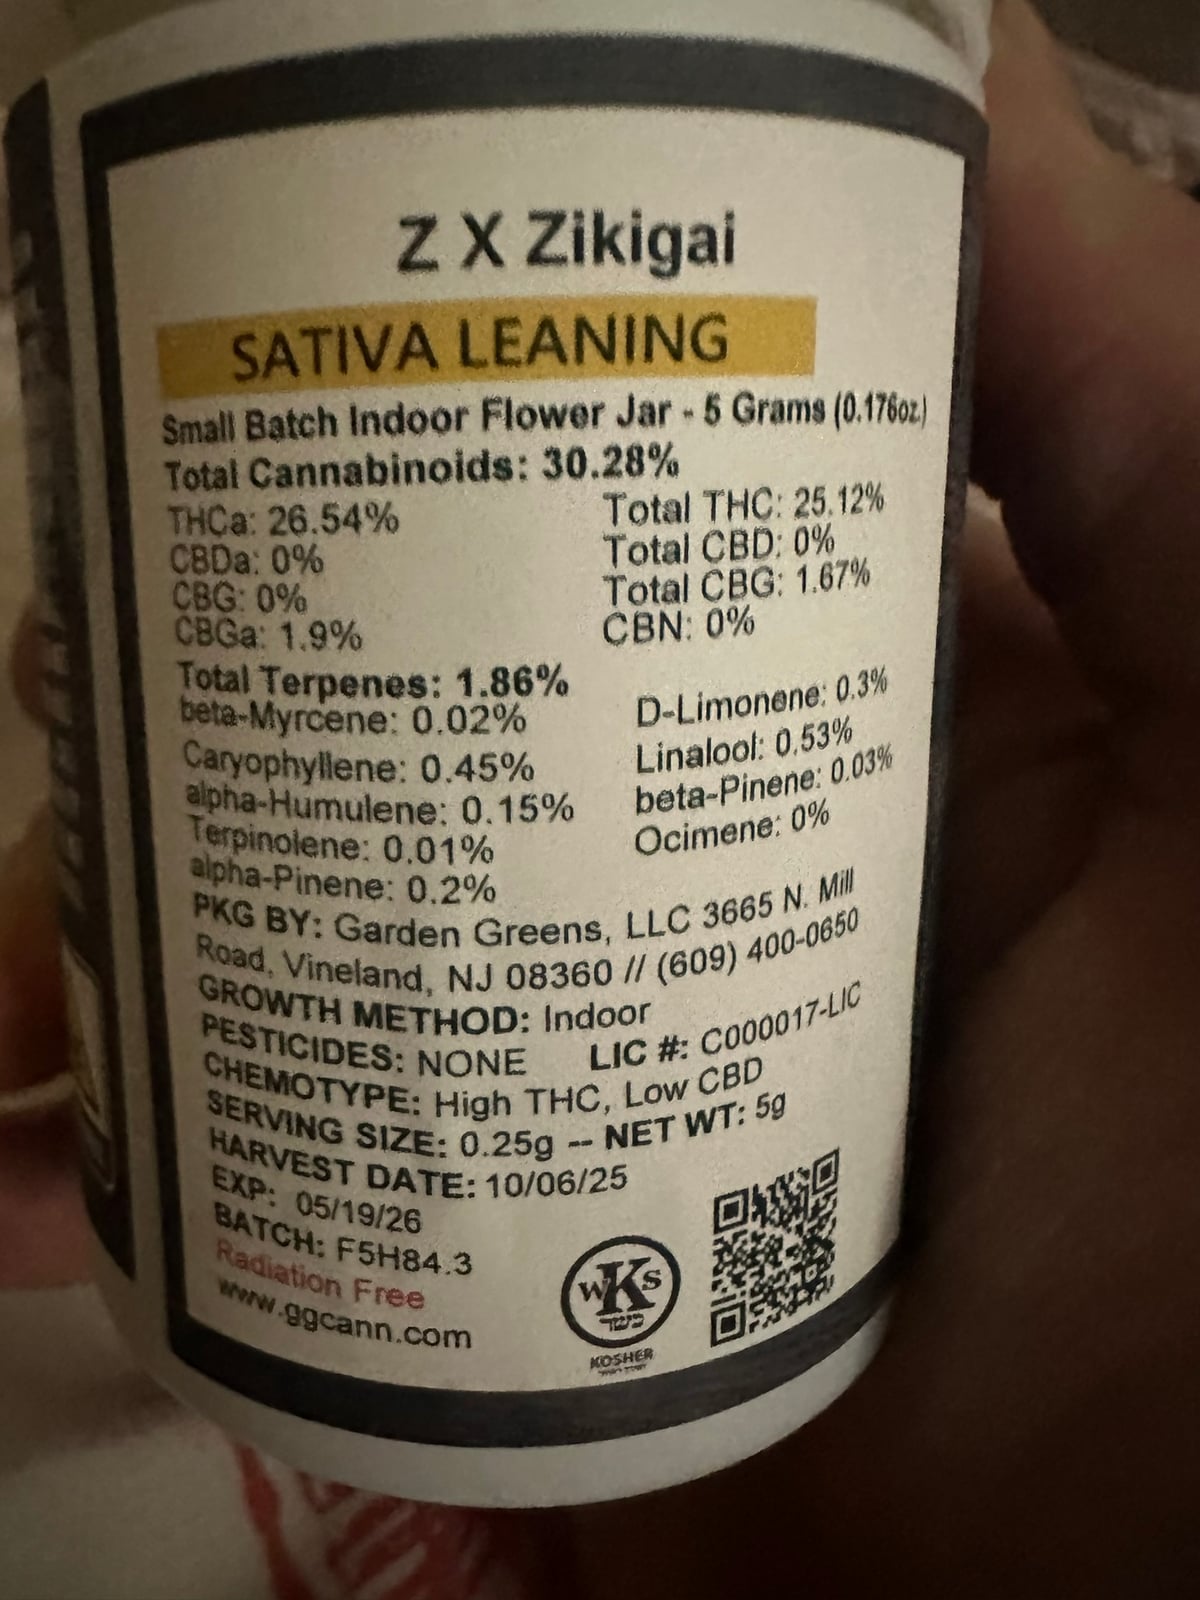 Z X Zikigai
SATIVA LEANING
Small Batch Indoor Flower Jar - 5 Grams (0.176oz.)
Total Cannabinoids: 30.28%
THCa: 26.54% Total THC: 25.12%
CBDa: 0% Total CBD: 0%
CBG: 0% Total CBG: 1.67%
CBGa: 1.9% CBN: 0%
Total Terpenes: 1.86%
beta-Myrcene: 0.02% D-Limonene: 0.3%
Caryophyllene: 0.45% Linalool: 0.53%
alpha-Humulene: 0.15% beta-Pinene: 0.03%
Terpinolene: 0.01% Ocimene: 0%
alpha-Pinene: 0.2%
PKG BY: Garden Greens, LLC 3665 N. Mill
Road, Vineland, NJ 08360 // (609) 400-0650
GROWTH METHOD: Indoor
PESTICIDES: NONE LIC #: C000017-LIC
CHEMOTYPE: High THC, Low CBD
SERVING SIZE: 0.25g -- NET WT: 5g
HARVEST DATE: 10/06/25
EXP: 05/19/26
BATCH: F5H84.3
Radiation Free
www.ggcann.com
WKS
כשר
KOSHER